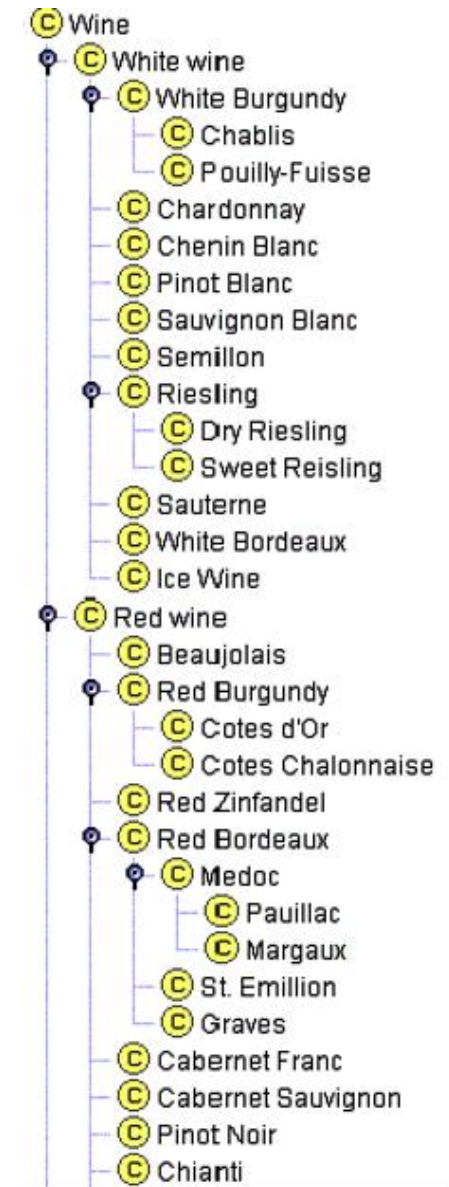 C Wine
C White wine
C White Burgundy
C Chablis
C Pouilly-Fuisse
C Chardonnay
C Chenin Blanc
C Pinot Blanc
C Sauvignon Blanc
C Semillon
C Riesling
C Dry Riesling
C Sweet Reisling
C Sauterne
C White Bordeaux
C Ice Wine
C Red wine
C Beaujolais
C Red Burgundy
C Cotes d'Or
C Cotes Chalonnaise
C Red Zinfandel
C Red Bordeaux
C Medoc
C Pauillac
C Margaux
C St. Emillion
C Graves
C Cabernet Franc
C Cabernet Sauvignon
C Pinot Noir
C Chianti